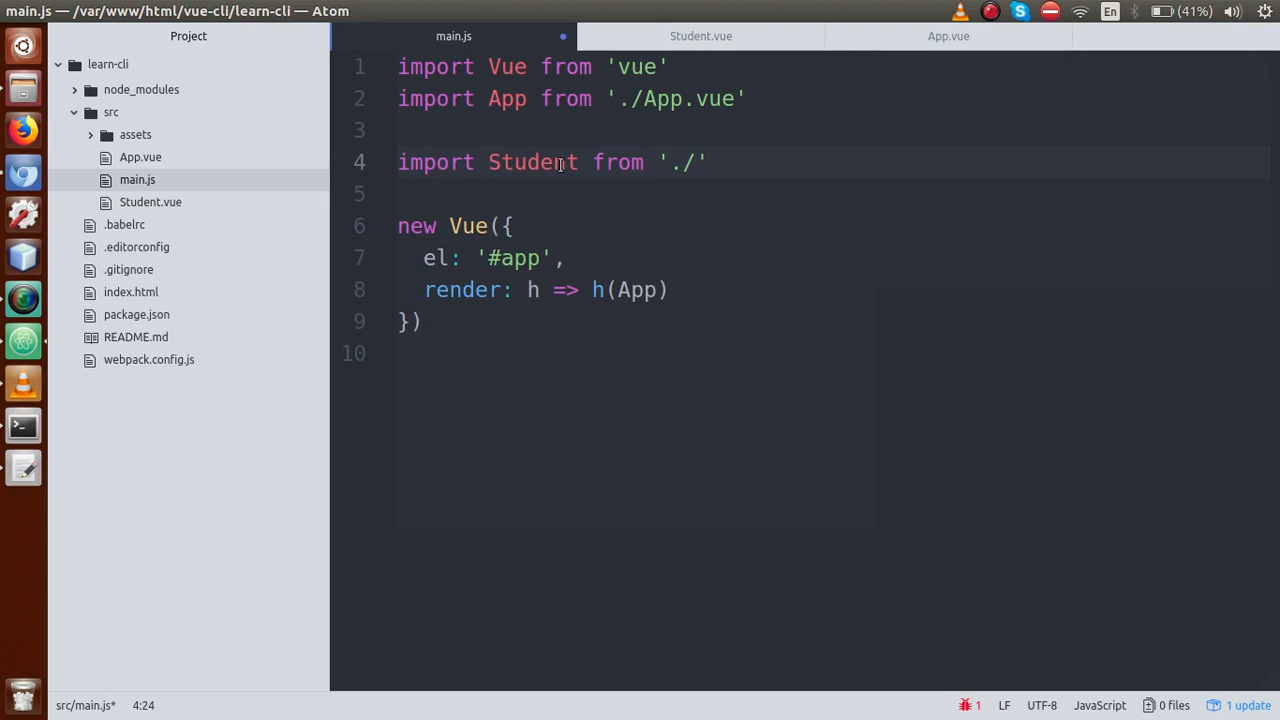 main.js — /var/www/html/vue-cli/learn-cli — Atom
En
(41%)
Project
main.js
Student.vue
App.vue
learn-cli
node_modules
src
assets
App.vue
main.js
Student.vue
.babelrc
.editorconfig
.gitignore
index.html
package.json
README.md
webpack.config.js
1 import Vue from 'vue'
2 import App from './App.vue'
3
4 import Student from './'
5
6 new Vue({
7 el: '#app',
8 render: h => h(App)
9 })
10
src/main.js* 4:24
1 LF UTF-8 JavaScript 0 files 1 update